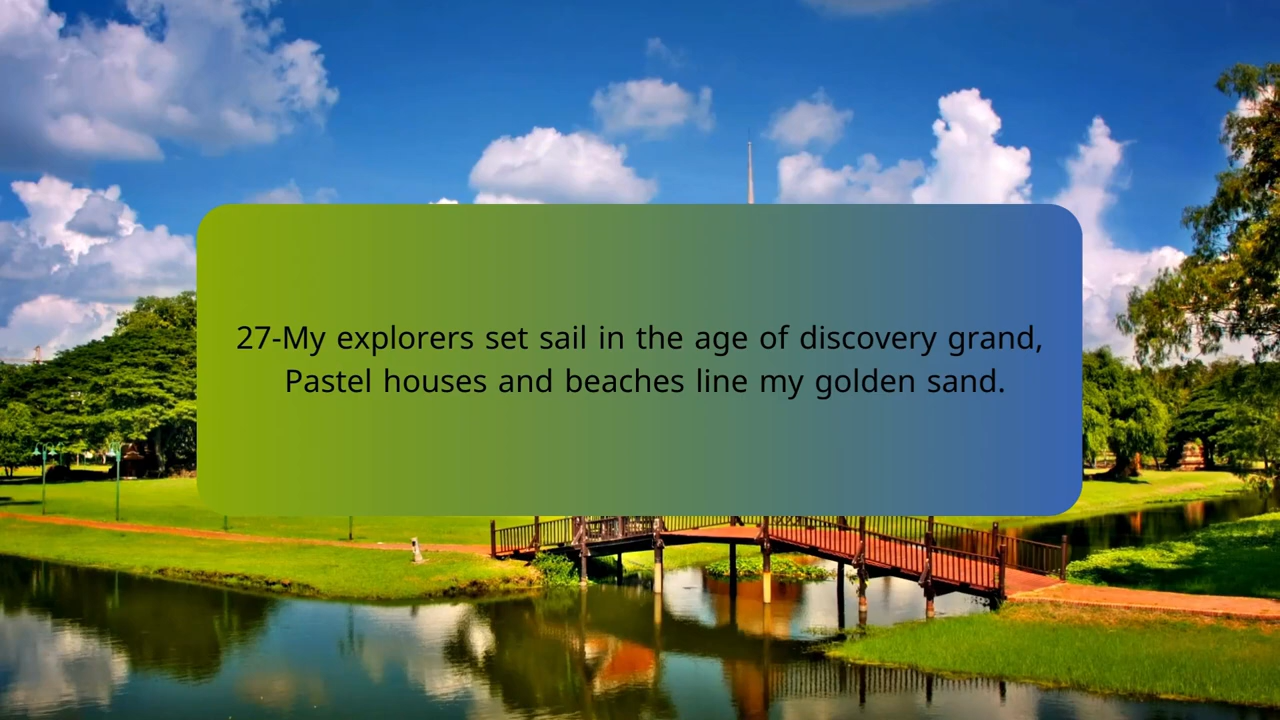 27-My explorers set sail in the age of discovery grand,
Pastel houses and beaches line my golden sand.